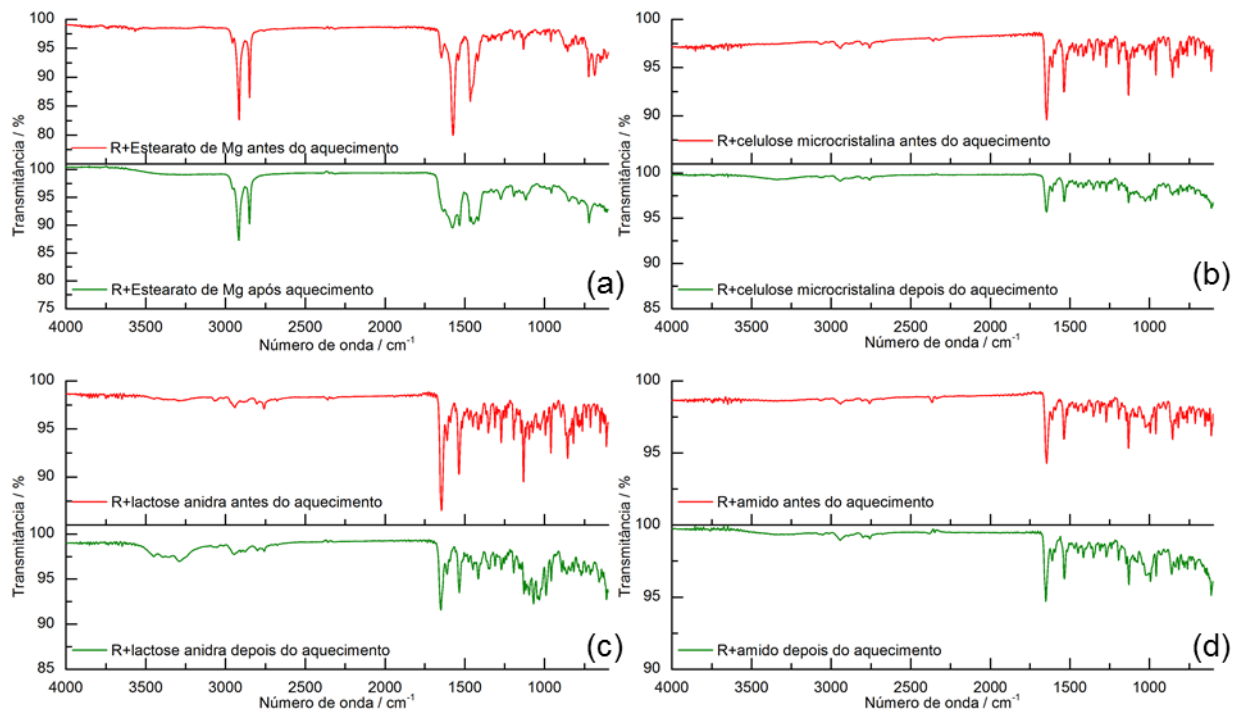 100
95
90
85
80
R+Estearato de Mg antes do aquecimento
100
95
90
85
80
75
R+Estearato de Mg após aquecimento
(a)
4000 3500 3000 2500 2000 1500 1000
Número de onda / cm-1
Transmitância / %
100
95
90
R+celulose microcristalina antes do aquecimento
100
95
90
85
R+celulose microcristalina depois do aquecimento
(b)
4000 3500 3000 2500 2000 1500 1000
Número de onda / cm-1
Transmitância / %
100
95
90
R+lactose anidra antes do aquecimento
100
95
90
85
R+lactose anidra depois do aquecimento
(c)
4000 3500 3000 2500 2000 1500 1000
Número de onda / cm-1
Transmitância / %
100
95
R+amido antes do aquecimento
100
95
90
R+amido depois do aquecimento
(d)
4000 3500 3000 2500 2000 1500 1000
Número de onda / cm-1
Transmitância / %